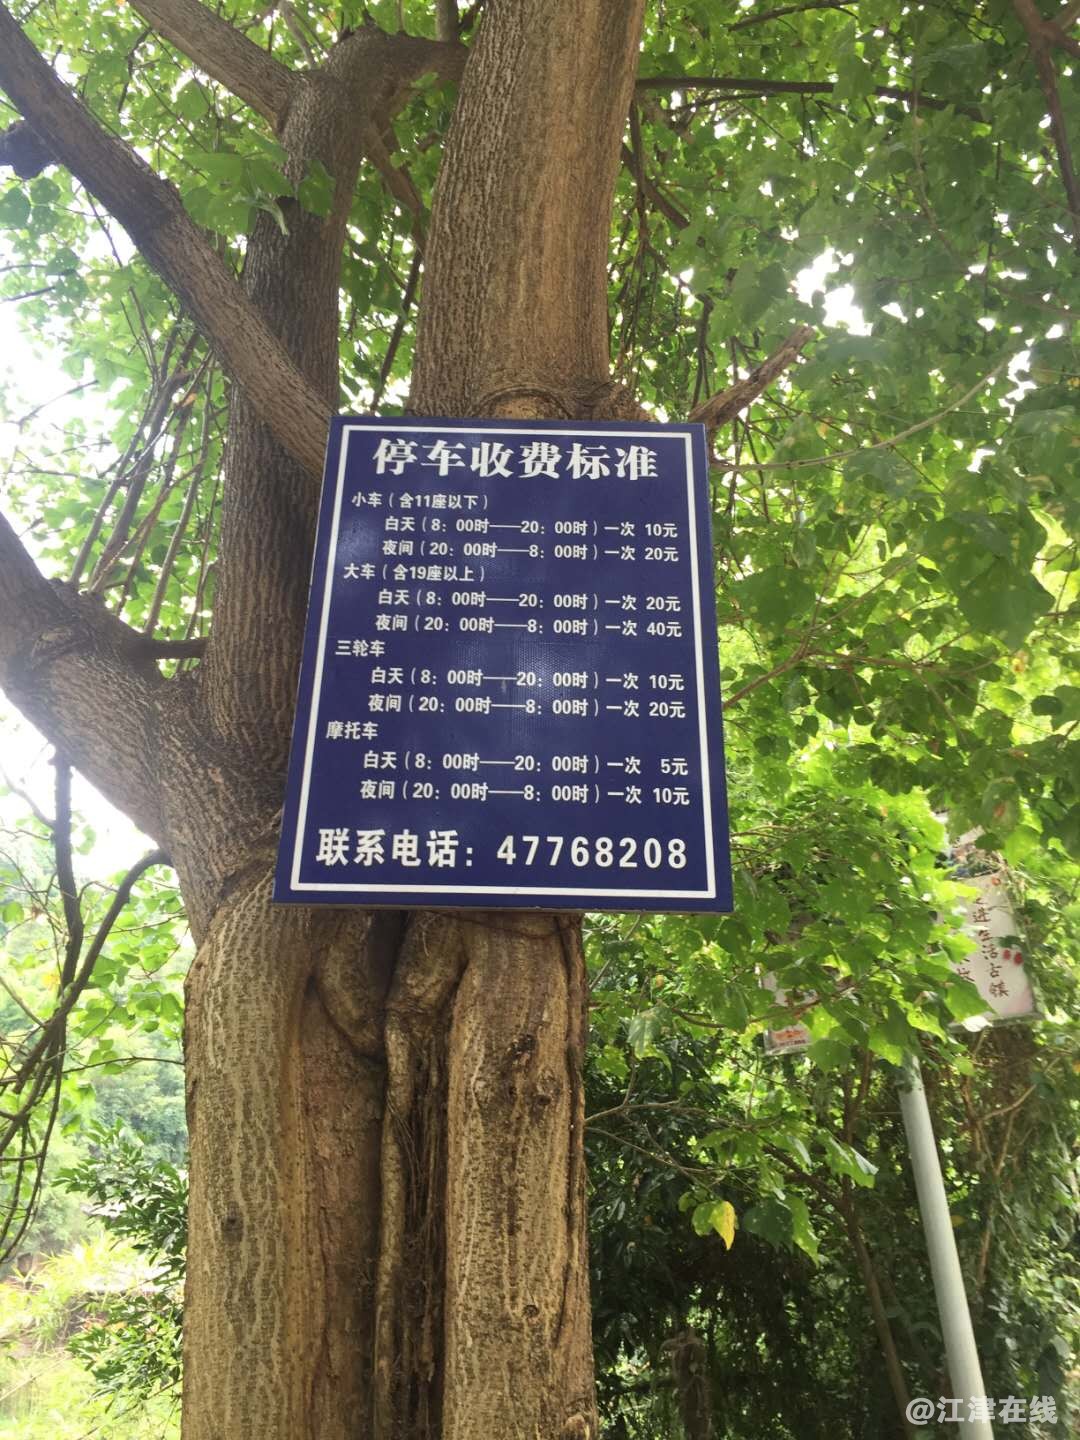 停车收费标准
小车（含11座以下）
白天（8：00时——20：00时）一次 10元
夜间（20：00时——8：00时）一次 20元
大车（含19座以上）
白天（8：00时——20：00时）一次 20元
夜间（20：00时——8：00时）一次 40元
三轮车
白天（8：00时——20：00时）一次 10元
夜间（20：00时——8：00时）一次 20元
摩托车
白天（8：00时——20：00时）一次 5元
夜间（20：00时——8：00时）一次 10元
联系电话：47768208
生活古镇
@江津在线